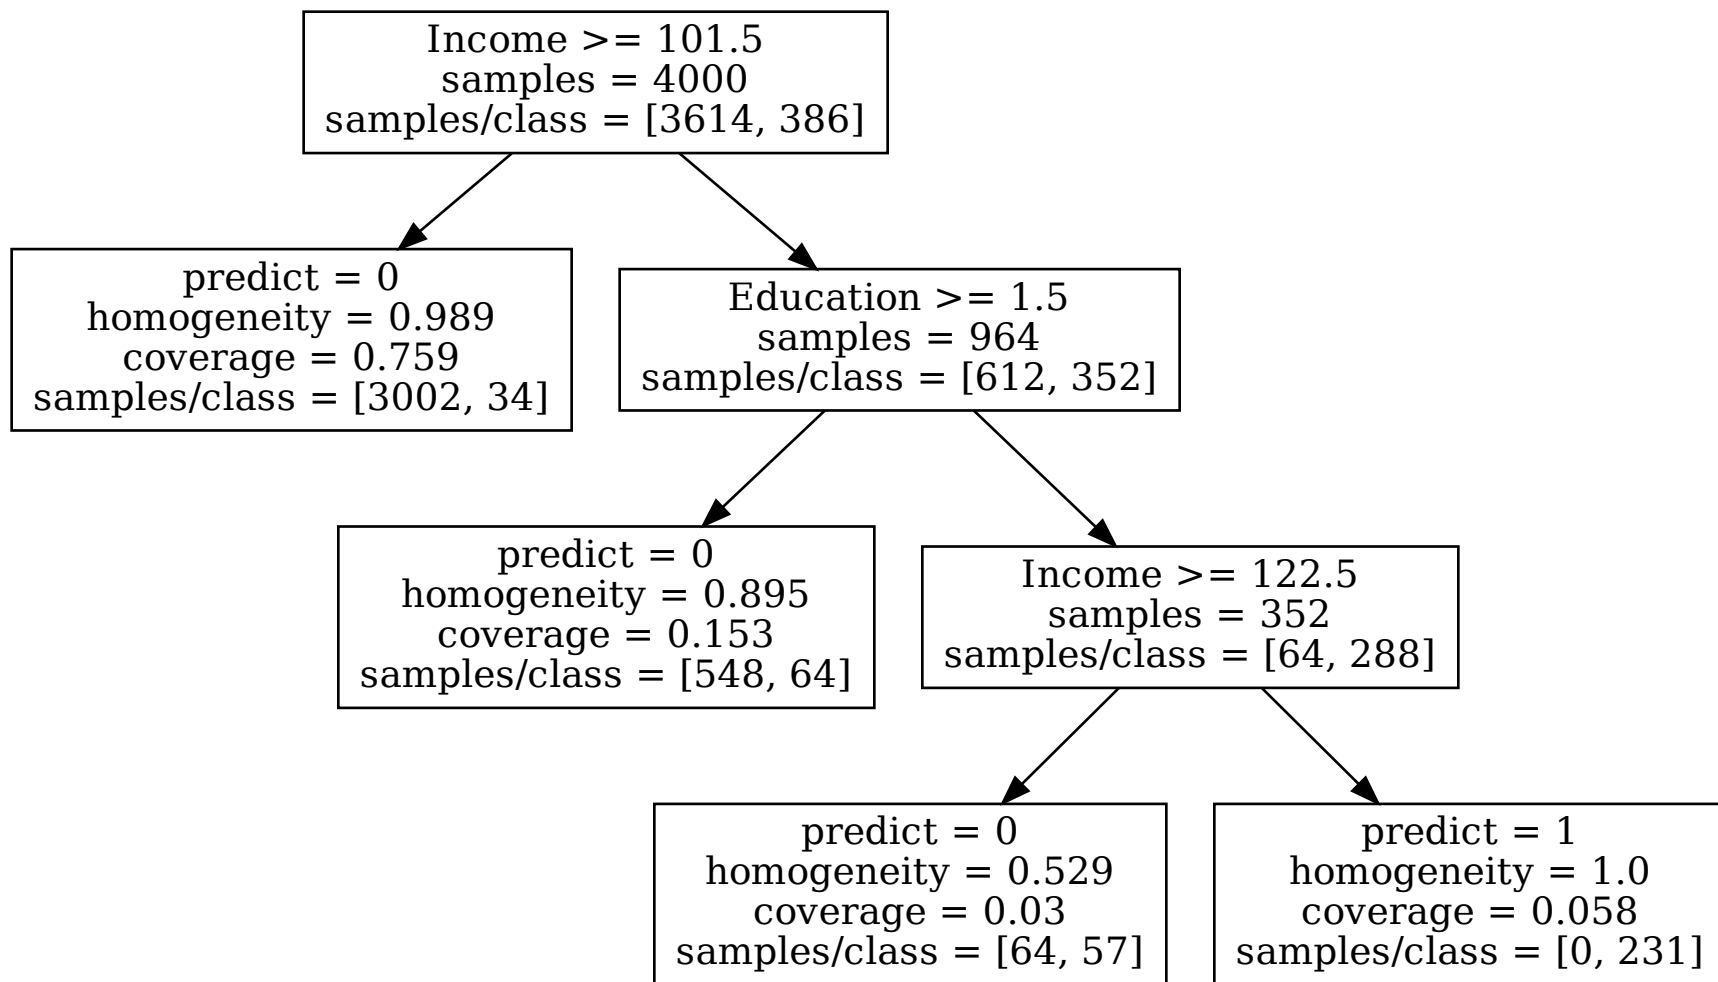 Income >= 101.5
samples = 4000
samples/class = [3614, 386]
predict = 0
homogeneity = 0.989
coverage = 0.759
samples/class = [3002, 34]
Education >= 1.5
samples = 964
samples/class = [612, 352]
predict = 0
homogeneity = 0.895
coverage = 0.153
samples/class = [548, 64]
Income >= 122.5
samples = 352
samples/class = [64, 288]
predict = 0
homogeneity = 0.529
coverage = 0.03
samples/class = [64, 57]
predict = 1
homogeneity = 1.0
coverage = 0.058
samples/class = [0, 231]